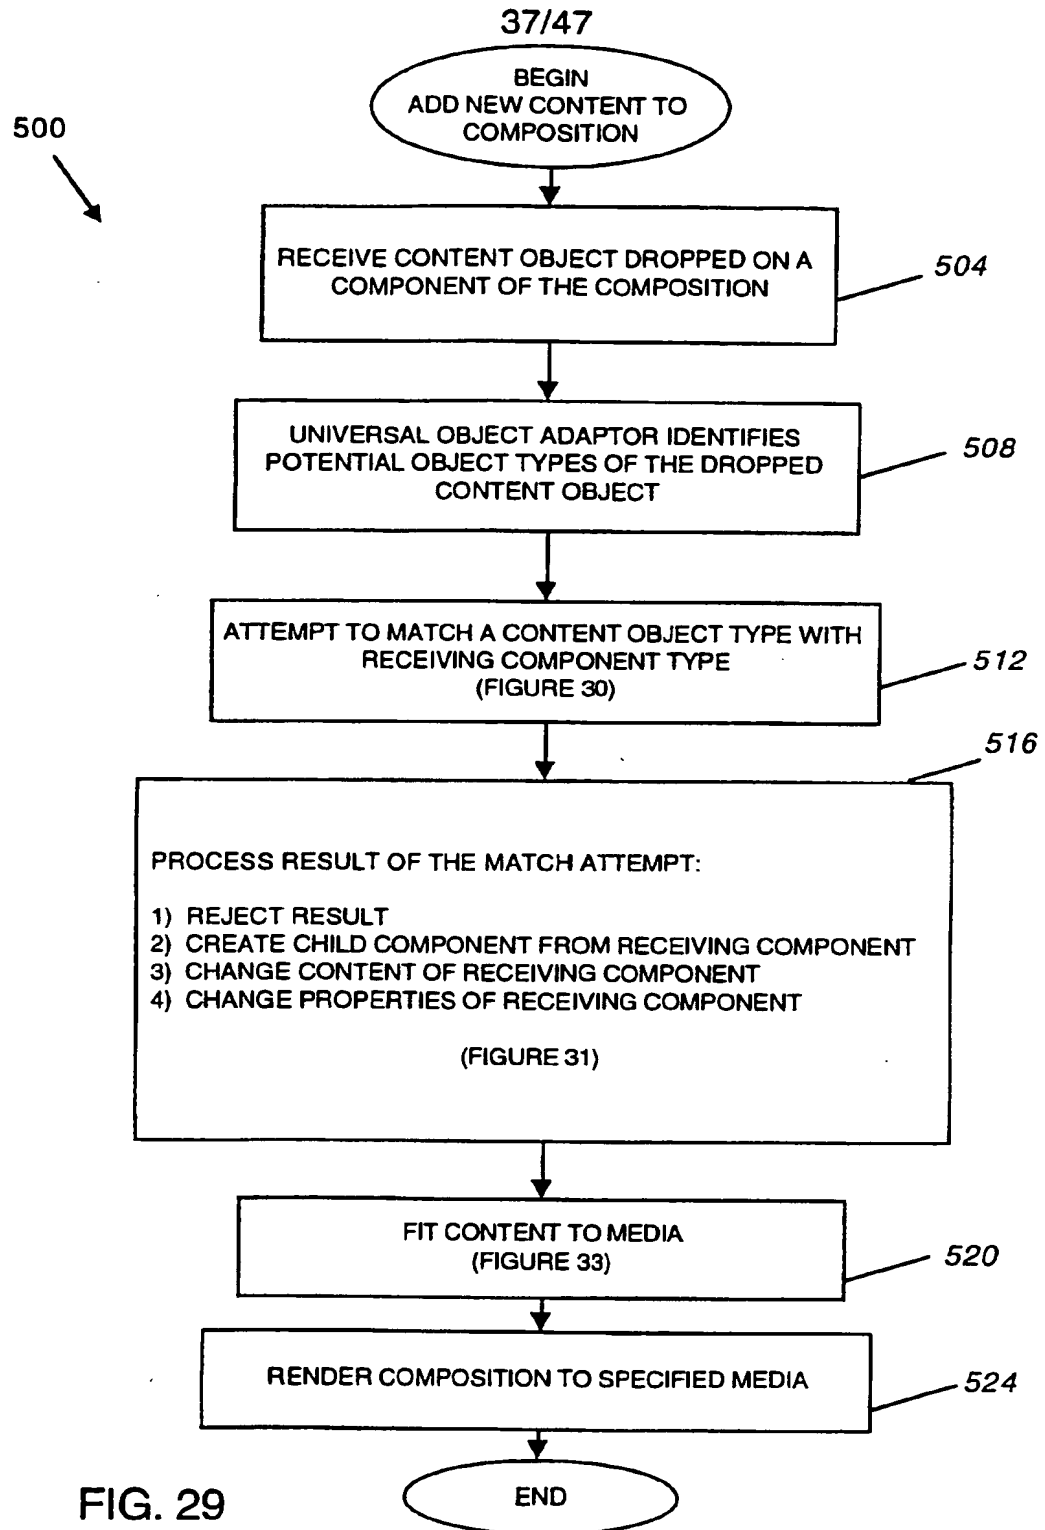 37/47
BEGIN
ADD NEW CONTENT TO
COMPOSITION
500
RECEIVE CONTENT OBJECT DROPPED ON A
COMPONENT OF THE COMPOSITION
504
UNIVERSAL OBJECT ADAPTOR IDENTIFIES
POTENTIAL OBJECT TYPES OF THE DROPPED
CONTENT OBJECT
508
ATTEMPT TO MATCH A CONTENT OBJECT TYPE WITH
RECEIVING COMPONENT TYPE
(FIGURE 30)
512
516
PROCESS RESULT OF THE MATCH ATTEMPT:
1) REJECT RESULT
2) CREATE CHILD COMPONENT FROM RECEIVING COMPONENT
3) CHANGE CONTENT OF RECEIVING COMPONENT
4) CHANGE PROPERTIES OF RECEIVING COMPONENT
(FIGURE 31)
FIT CONTENT TO MEDIA
(FIGURE 33)
520
RENDER COMPOSITION TO SPECIFIED MEDIA
524
END
FIG. 29